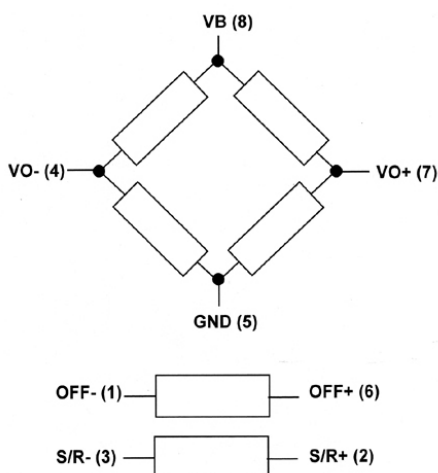 VB (8)
VO- (4) VO+ (7)
GND (5)
OFF- (1) OFF+ (6)
S/R- (3) S/R+ (2)